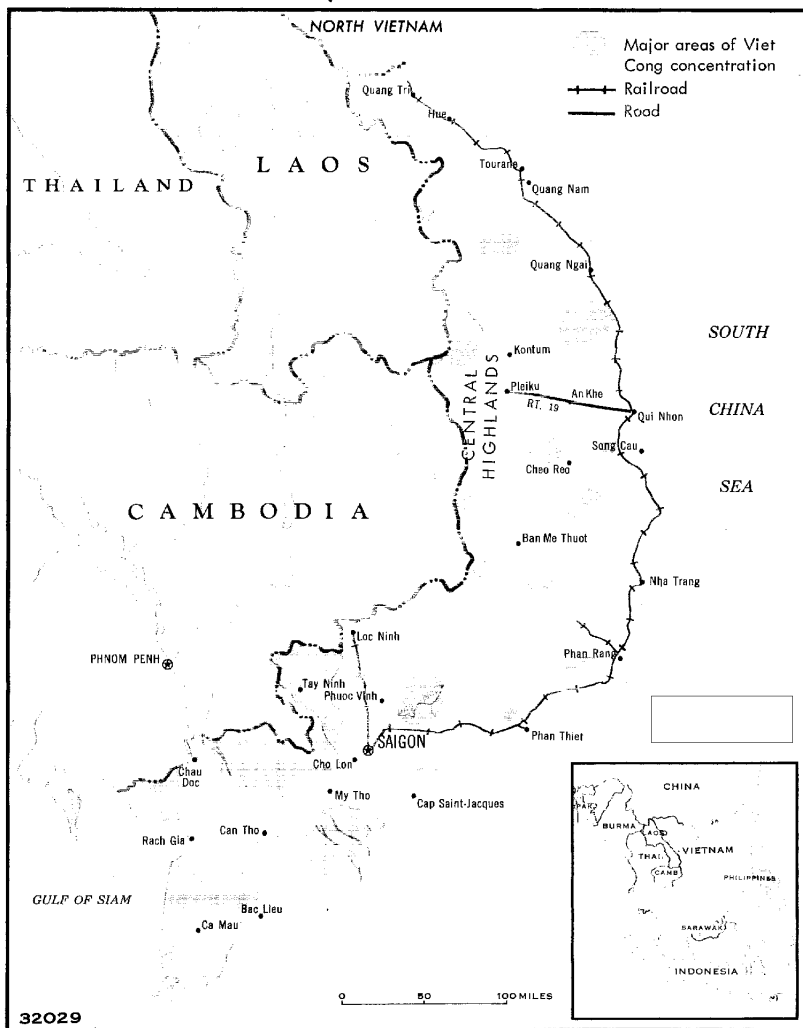 NORTH VIETNAM
Major areas of Viet
Cong concentration
Railroad
Road
Quang Tri
Hue
LAOS
THAILAND
Tourane
Quang Nam
Quang Ngai
SOUTH
Kontum
CENTRAL
HIGHLANDS
Pleiku
An Khe
RT. 19
Qui Nhon
CHINA
Song Cau
Cheo Reo
SEA
CAMBODIA
Ban Me Thuot
Nha Trang
Loc Ninh
PHNOM PENH
Phan Rang
Tay Ninh
Phuoc Vinh
SAIGON
Phan Thiet
Cho Lon
Chau
Doc
My Tho
Cap Saint-Jacques
Can Tho
Rach Gia
GULF OF SIAM
Bac Lieu
Ca Mau
CHINA
PAK.
BURMA
LAOS
VIETNAM
THAI.
CAMB
PHILIPPINES
SARAWAK
INDONESIA
0 50 100 MILES
32029